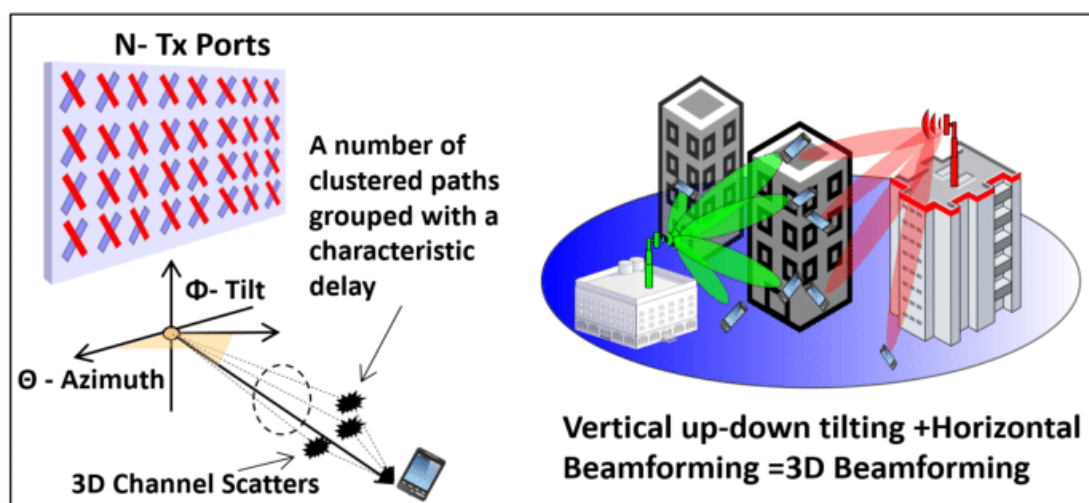 N- Tx Ports
A number of
clustered paths
grouped with a
characteristic
delay
Φ- Tilt
Θ - Azimuth
3D Channel Scatters
Vertical up-down tilting +Horizontal
Beamforming =3D Beamforming